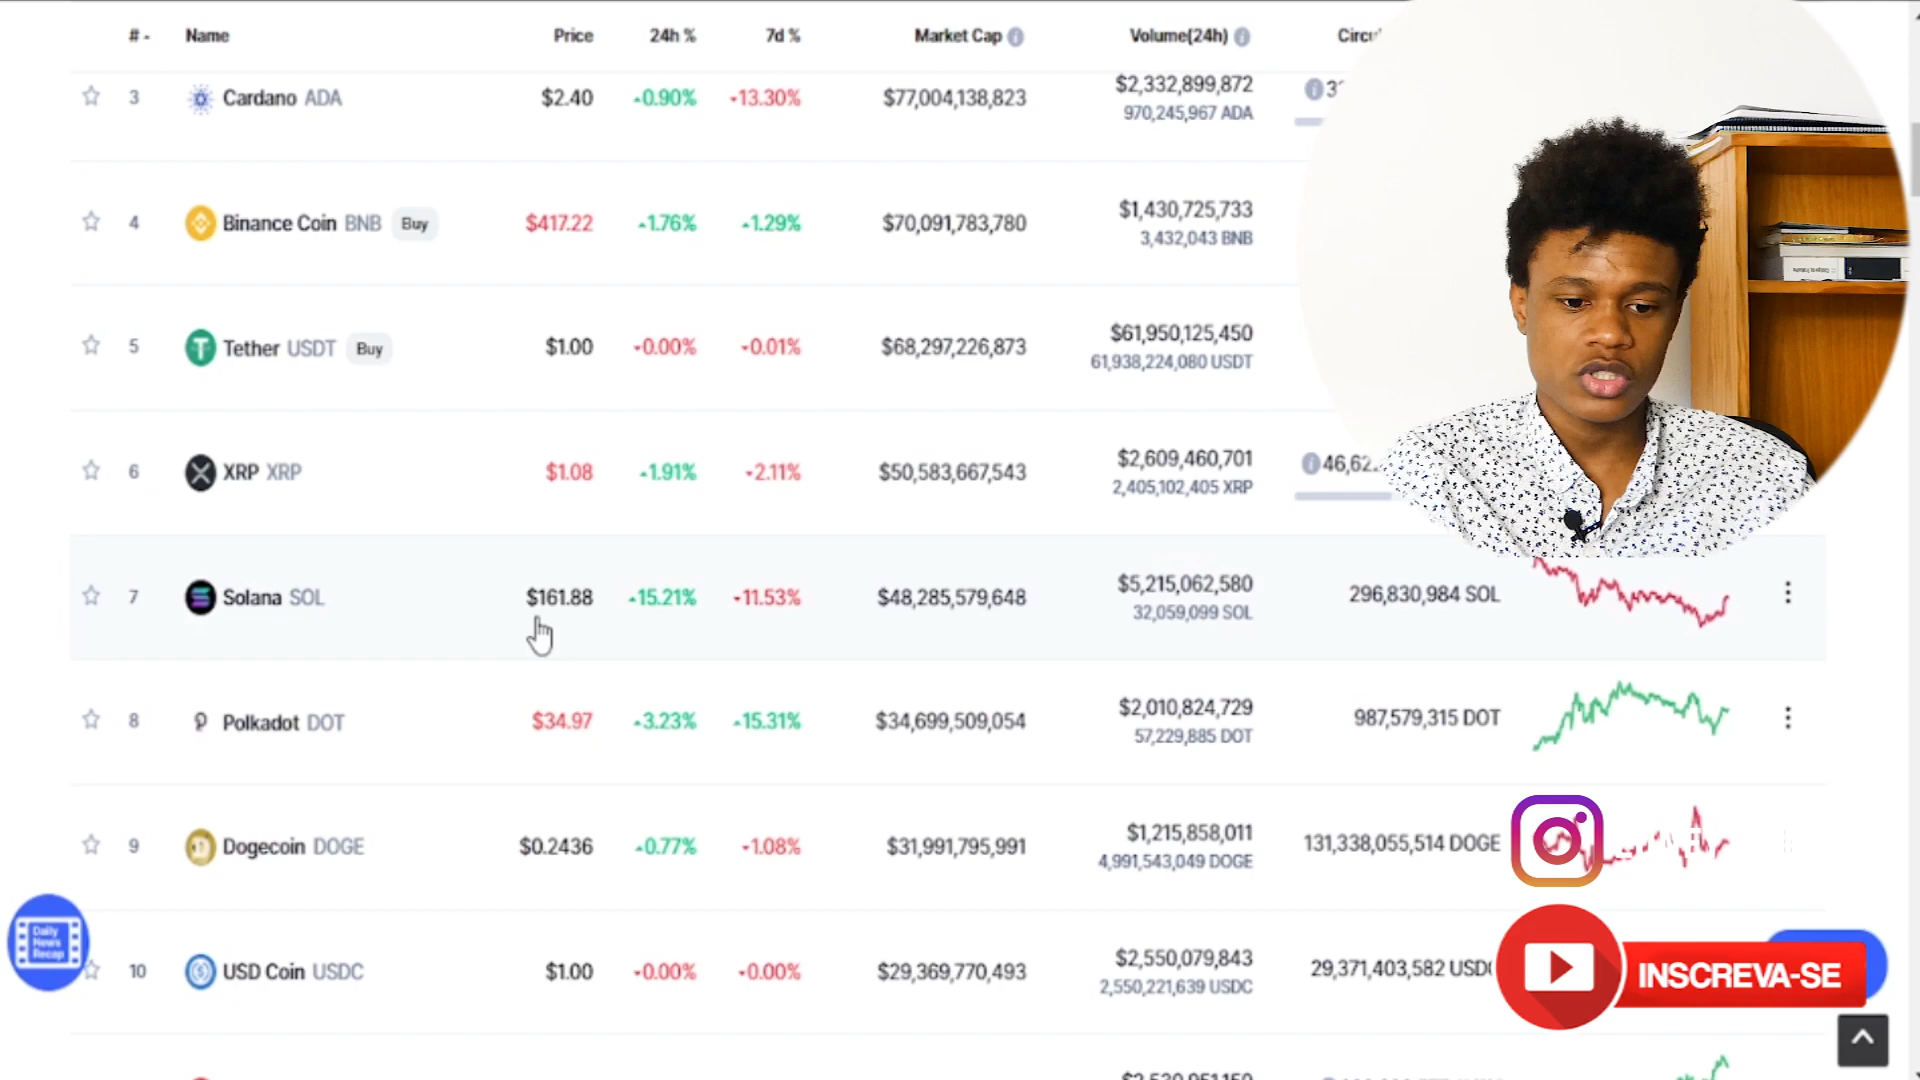 # Name Price 24h % 7d % Market Cap Volume(24h)
3 Cardano ADA $2.40 0.90% 13.30% $77,004,138,823 $2,332,899,872
970,245,967 ADA
4 Binance Coin BNB Buy $417.22 1.76% 1.29% $70,091,783,780 $1,430,725,733
3,432,043 BNB
5 Tether USDT Buy $1.00 0.00% 0.01% $68,297,226,873 $61,950,125,450
61,938,224,080 USDT
6 XRP XRP $1.08 1.91% 2.11% $50,583,667,543 $2,609,460,701
2,405,102,405 XRP
7 Solana SOL $161.88 15.21% 11.53% $48,285,579,648 $5,215,062,580 296,830,984 SOL
32,059,099 SOL
8 Polkadot DOT $34.97 3.23% 15.31% $34,699,509,054 $2,010,824,729 987,579,315 DOT
57,229,885 DOT
9 Dogecoin DOGE $0.2436 0.77% 1.08% $31,991,795,991 $1,215,858,011 131,338,055,514 DOGE
4,991,543,049 DOGE
Daily
News
Recap
10 USD Coin USDC $1.00 0.00% 0.00% $29,369,770,493 $2,550,079,843 29,371,403,582
2,550,221,639 USDC
INSCREVA-SE